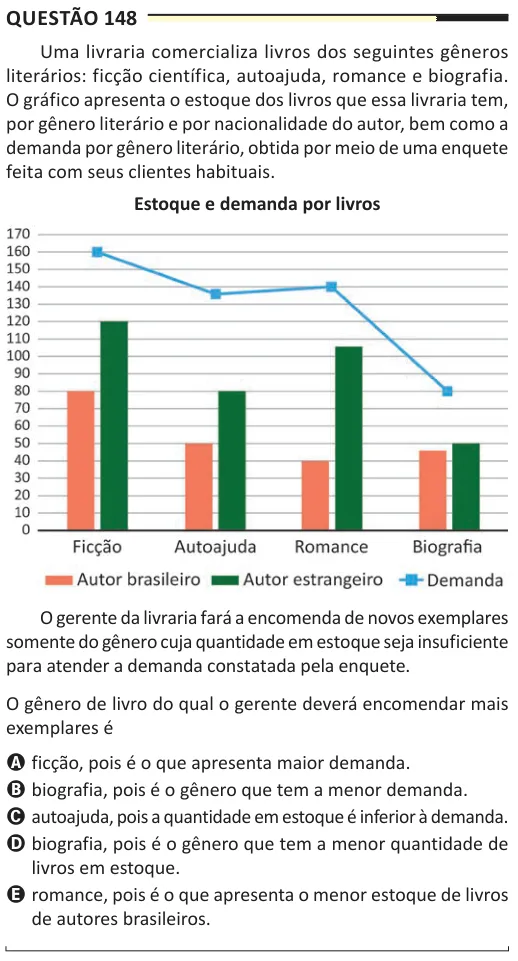 QUESTÃO 148
Uma livraria comercializa livros dos seguintes gêneros
literários: ficção científica, autoajuda, romance e biografia.
O gráfico apresenta o estoque dos livros que essa livraria tem,
por gênero literário e por nacionalidade do autor, bem como a
demanda por gênero literário, obtida por meio de uma enquete
feita com seus clientes habituais.
Estoque e demanda por livros
170
160
150
140
130
120
110
100
90
80
70
60
50
40
30
20
10
0
Ficção Autoajuda Romance Biografia
Autor brasileiro Autor estrangeiro Demanda
O gerente da livraria fará a encomenda de novos exemplares
somente do gênero cuja quantidade em estoque seja insuficiente
para atender a demanda constatada pela enquete.
O gênero de livro do qual o gerente deverá encomendar mais
exemplares é
A ficção, pois é o que apresenta maior demanda.
B biografia, pois é o gênero que tem a menor demanda.
C autoajuda, pois a quantidade em estoque é inferior à demanda.
D biografia, pois é o gênero que tem a menor quantidade de
livros em estoque.
E romance, pois é o que apresenta o menor estoque de livros
de autores brasileiros.